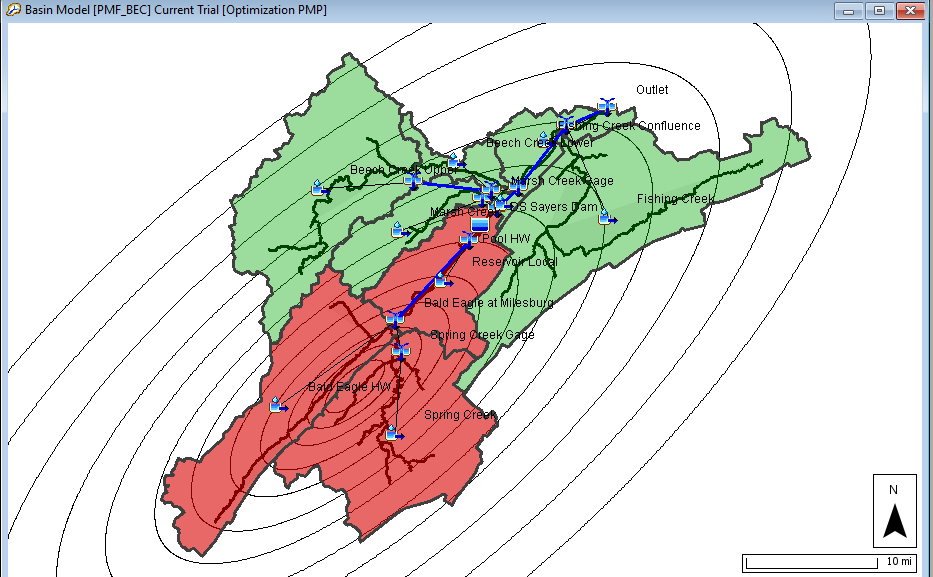 Basin Model [PMF_BEC] Current Trial [Optimization PMP]
Outlet
Fishing Creek Confluence
Beech Creek Lower
Beech Creek Upper
Marsh Creek Gage
Fishing Creek
DS Sayers Dam
Marsh Creek
Pool HW
Reservoir Local
Bald Eagle at Milesburg
Spring Creek Gage
Bald Eagle HW
Spring Creek
N
10 mi